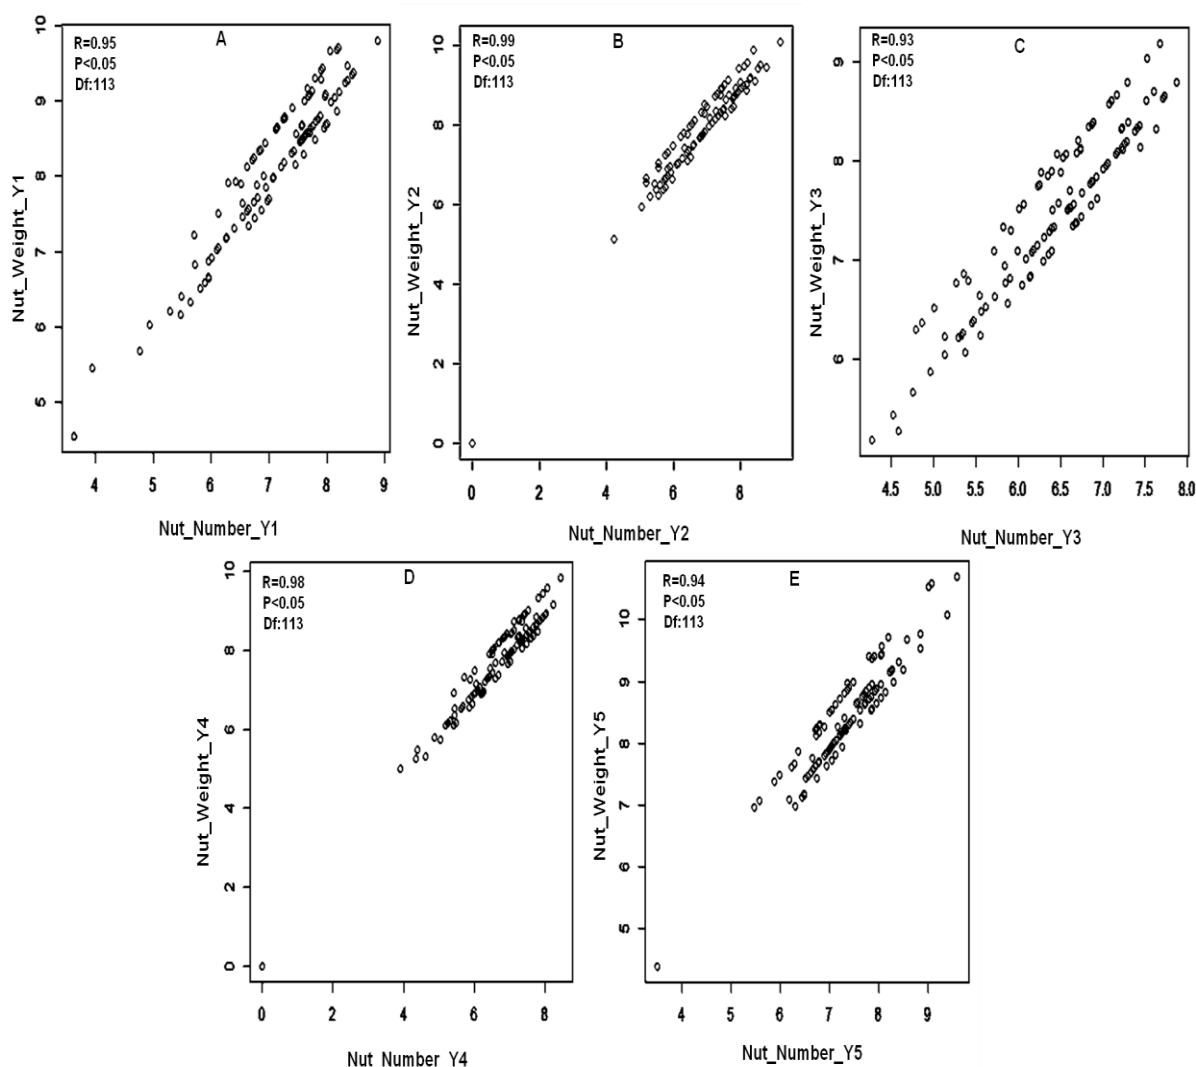 A
R=0.95
P<0.05
Df:113
10
9
8
7
6
5
Nut_Weight_Y1
4 5 6 7 8 9
Nut_Number_Y1
B
R=0.99
P<0.05
Df:113
10
8
6
4
2
0
Nut_Weight_Y2
0 2 4 6 8
Nut_Number_Y2
C
R=0.93
P<0.05
Df:113
9
8
7
6
Nut_Weight_Y3
4.5 5.0 5.5 6.0 6.5 7.0 7.5 8.0
Nut_Number_Y3
D
R=0.98
P<0.05
Df:113
10
8
6
4
2
0
Nut_Weight_Y4
0 2 4 6 8
Nut Number Y4
E
R=0.94
P<0.05
Df:113
10
9
8
7
6
5
Nut_Weight_Y5
4 5 6 7 8 9
Nut_Number_Y5